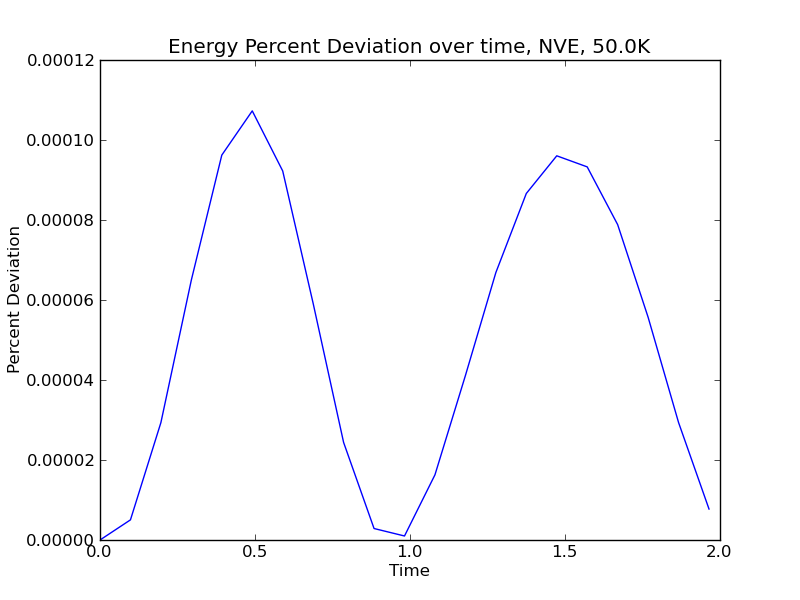 Energy Percent Deviation over time, NVE, 50.0K
0.00012
0.00010
0.00008
0.00006
0.00004
0.00002
0.00000
Percent Deviation
0.0 0.5 1.0 1.5 2.0
Time